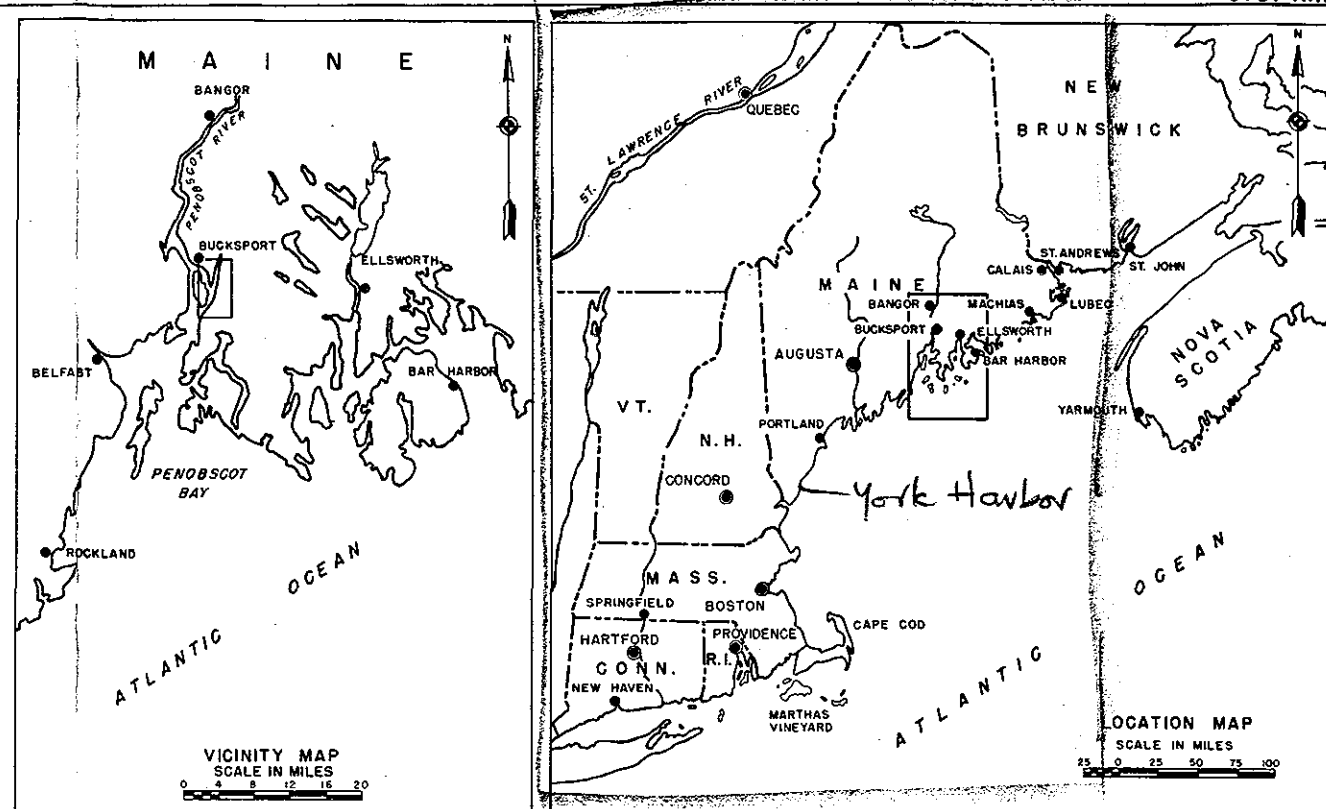 M A I N E
N
BANGOR
PENOBSCOT RIVER
BUCKSPORT
ELLSWORTH
BELFAST
BAR HARBOR
PENOBSCOT
BAY
ROCKLAND
ATLANTIC OCEAN
VICINITY MAP
SCALE IN MILES
0 4 8 12 16 20
N
ST. LAWRENCE RIVER
QUEBEC
NEW
BRUNSWICK
ST. ANDREWS
CALAIS
ST. JOHN
MAINE
BANGOR
MACHIAS
LUBEC
BUCKSPORT
ELLSWORTH
AUGUSTA
BAR HARBOR
NOVA
SCOTIA
VT.
YARMOUTH
PORTLAND
N.H.
CONCORD
York Harbor
MASS.
SPRINGFIELD
BOSTON
HARTFORD
PROVIDENCE
CAPE COD
CONN.
R.I.
NEW HAVEN
MARTHAS
VINEYARD
ATLANTIC OCEAN
LOCATION MAP
SCALE IN MILES
25 0 25 50 75 100